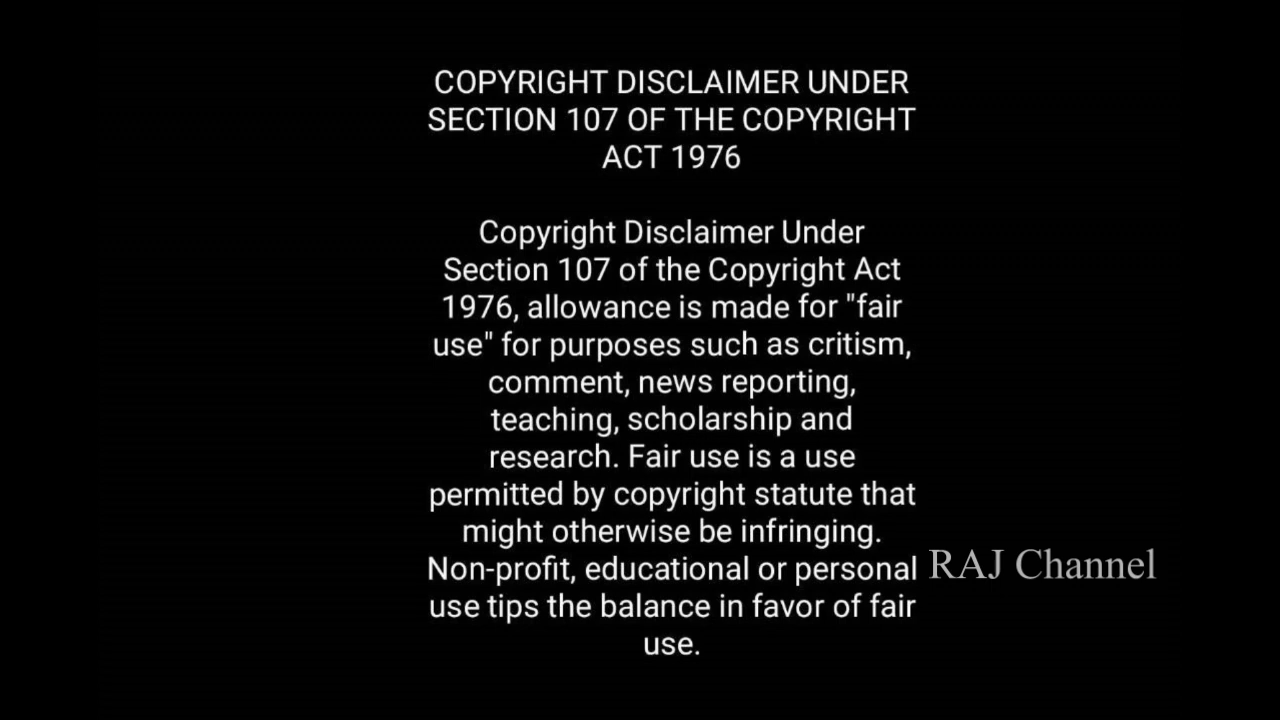 COPYRIGHT DISCLAIMER UNDER
SECTION 107 OF THE COPYRIGHT
ACT 1976
Copyright Disclaimer Under
Section 107 of the Copyright Act
1976, allowance is made for "fair
use" for purposes such as critism,
comment, news reporting,
teaching, scholarship and
research. Fair use is a use
permitted by copyright statute that
might otherwise be infringing.
Non-profit, educational or personal
use tips the balance in favor of fair
use.
RAJ Channel